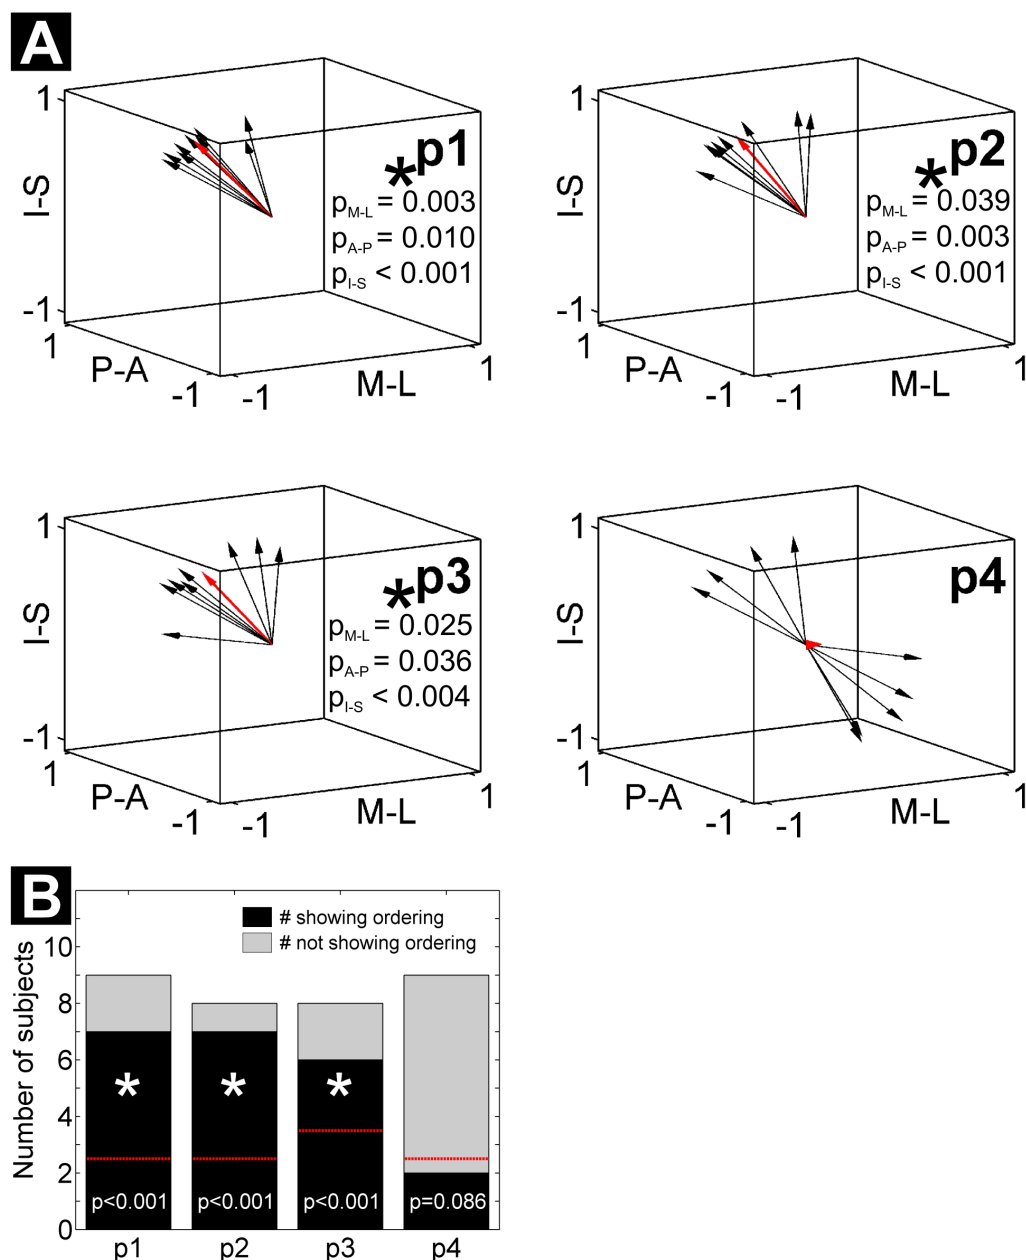 A
1
I-S
-1
1
P-A
-1
-1
M-L
1
*p1
pM-L = 0.003
pA-P = 0.010
pI-S < 0.001
1
I-S
-1
1
P-A
-1
-1
M-L
1
*p2
pM-L = 0.039
pA-P = 0.003
pI-S < 0.001
1
I-S
-1
1
P-A
-1
-1
M-L
1
*p3
pM-L = 0.025
pA-P = 0.036
pI-S < 0.004
1
I-S
-1
1
P-A
-1
-1
M-L
1
p4
B
# showing ordering
# not showing ordering
Number of subjects
10
8
6
4
2
0
* * *
p<0.001 p<0.001 p<0.001 p=0.086
p1 p2 p3 p4